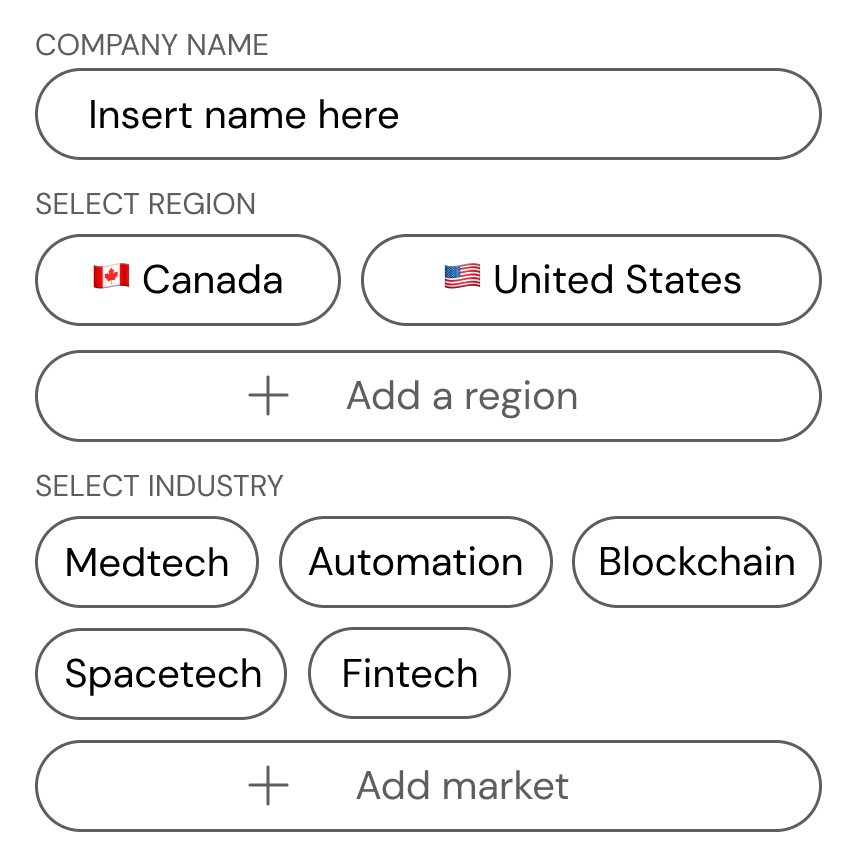 COMPANY NAME
Insert name here
SELECT REGION
🇨🇦 Canada 🇺🇸 United States
+ Add a region
SELECT INDUSTRY
Medtech Automation Blockchain
Spacetech Fintech
+ Add market